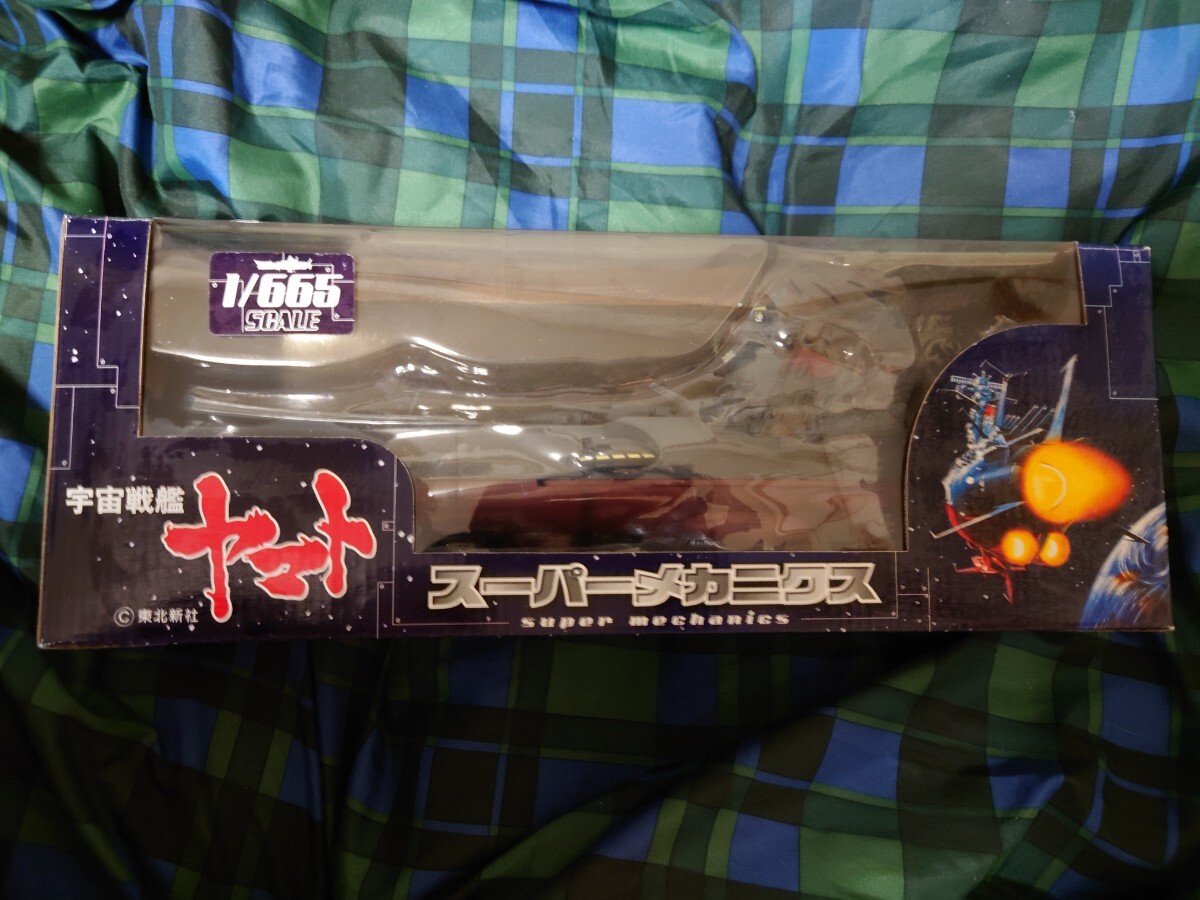 1/665
SCALE
宇宙戦艦
ヤマト
© 東北新社
スーパーメカニクス
super mechanics